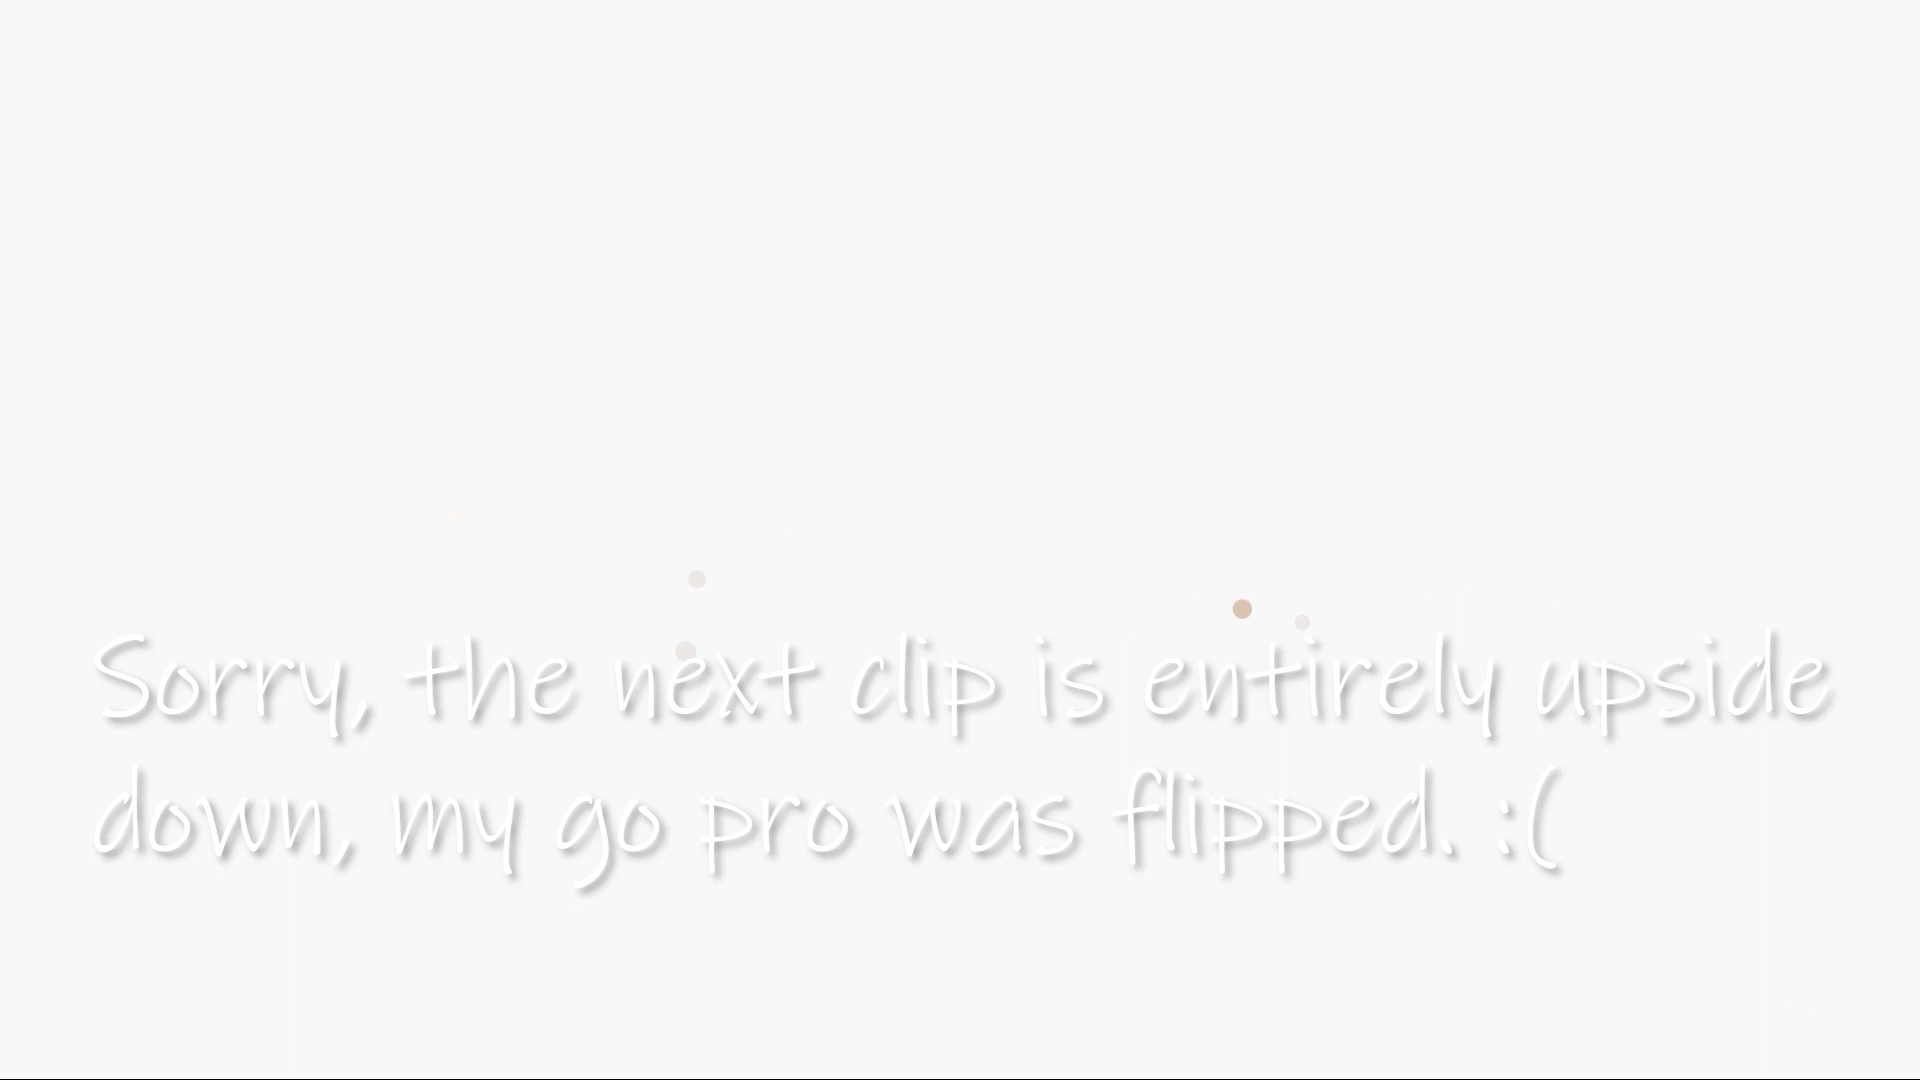 Sorry, the next clip is entirely upside
down, my go pro was flipped. :(